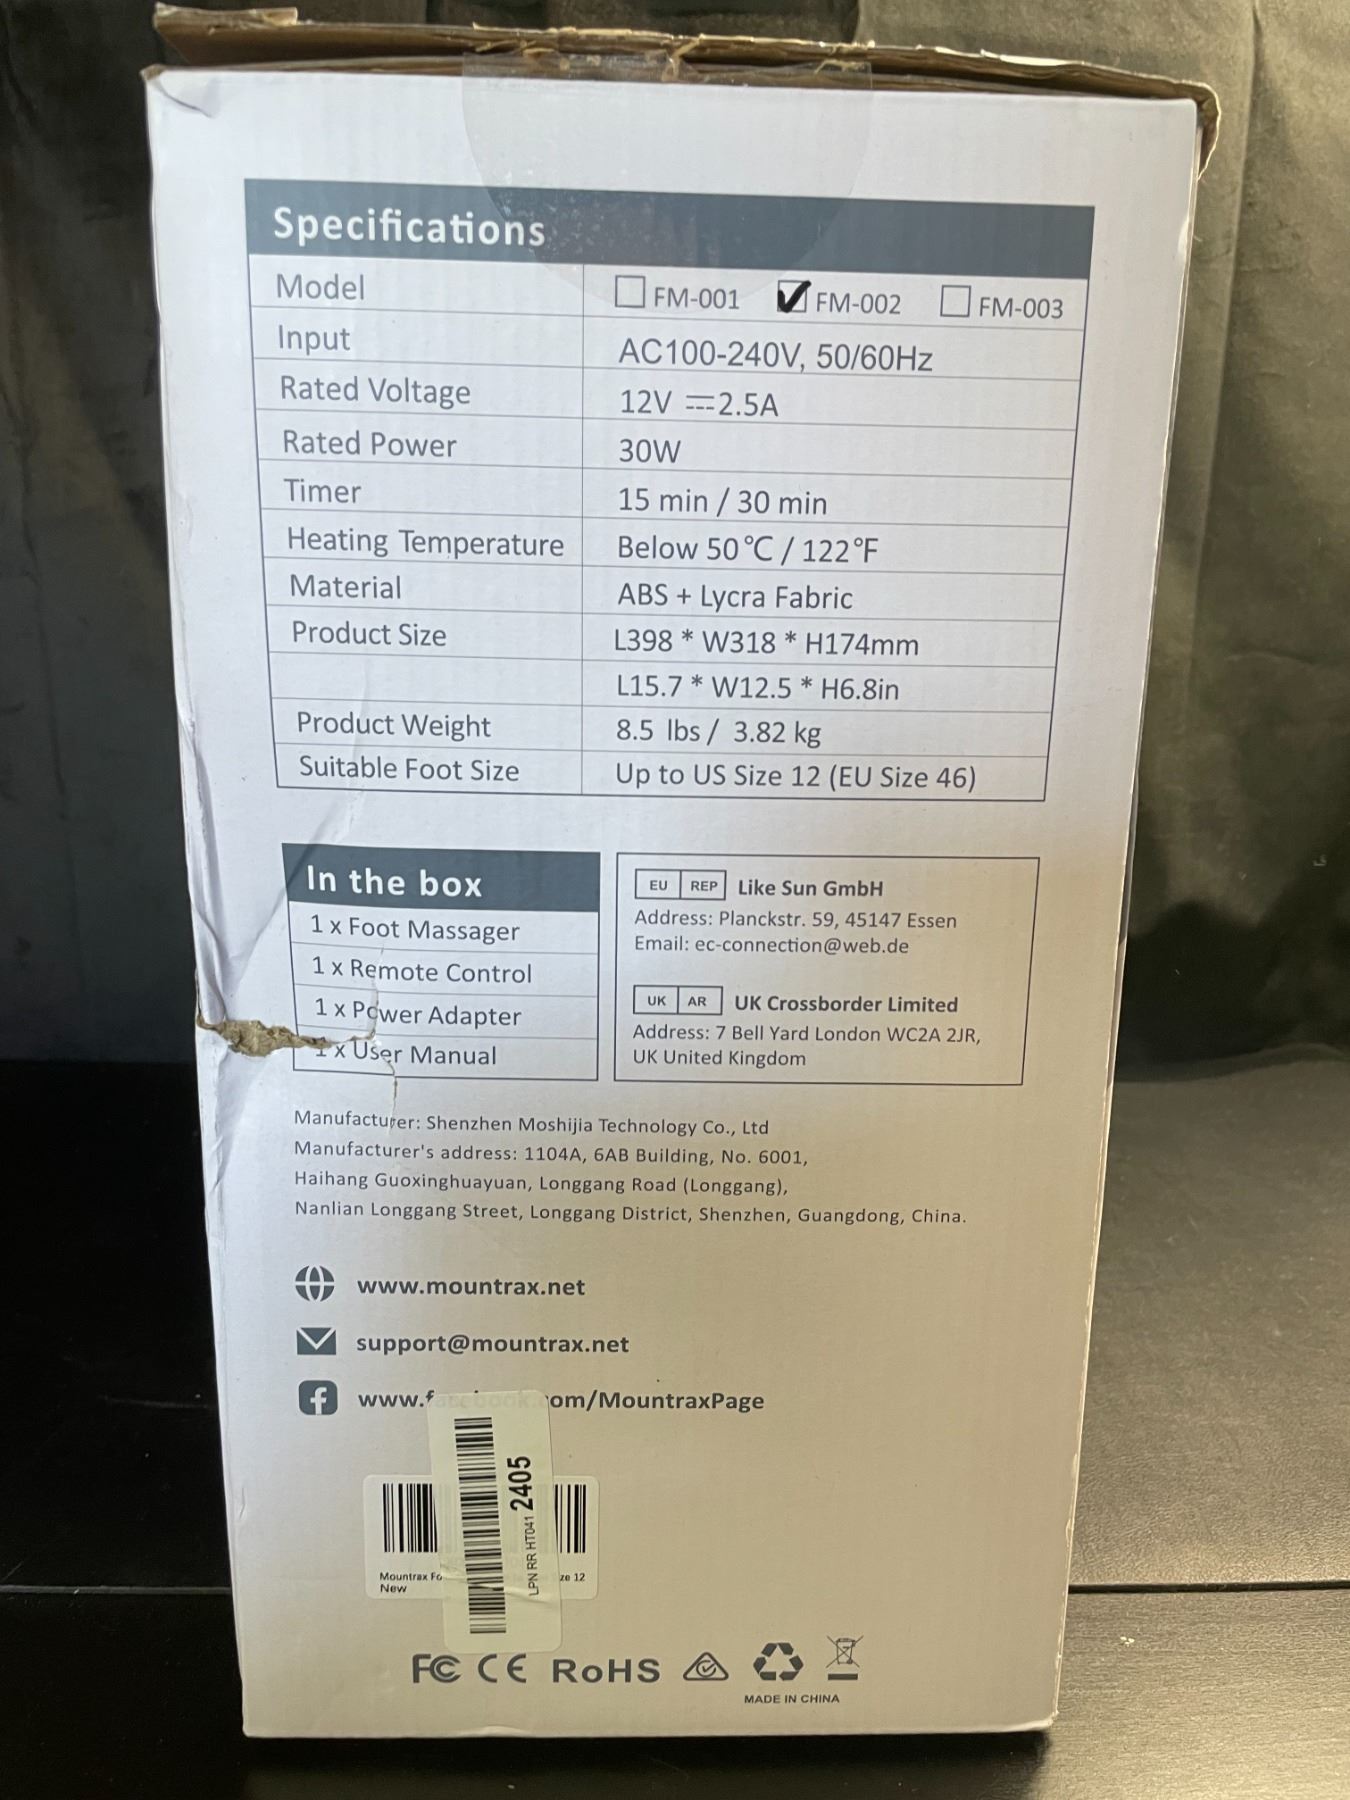 Specifications
Model FM-001 FM-002 FM-003
Input AC100-240V, 50/60Hz
Rated Voltage 12V ⎓2.5A
Rated Power 30W
Timer 15 min / 30 min
Heating Temperature Below 50℃ / 122℉
Material ABS + Lycra Fabric
Product Size L398 * W318 * H174mm
L15.7 * W12.5 * H6.8in
Product Weight 8.5 lbs / 3.82 kg
Suitable Foot Size Up to US Size 12 (EU Size 46)
In the box
1 x Foot Massager
1 x Remote Control
1 x Power Adapter
1 x User Manual
EU REP Like Sun GmbH
Address: Planckstr. 59, 45147 Essen
Email: ec-connection@web.de
UK AR UK Crossborder Limited
Address: 7 Bell Yard London WC2A 2JR,
UK United Kingdom
Manufacturer: Shenzhen Moshijia Technology Co., Ltd
Manufacturer's address: 1104A, 6AB Building, No. 6001,
Haihang Guoxinghuayuan, Longgang Road (Longgang),
Nanlian Longgang Street, Longgang District, Shenzhen, Guangdong, China.
www.mountrax.net
support@mountrax.net
www.facebook.com/MountraxPage
LPN RR HT041 2405
Mountrax Fo ze 12
New
FC CE RoHS
MADE IN CHINA